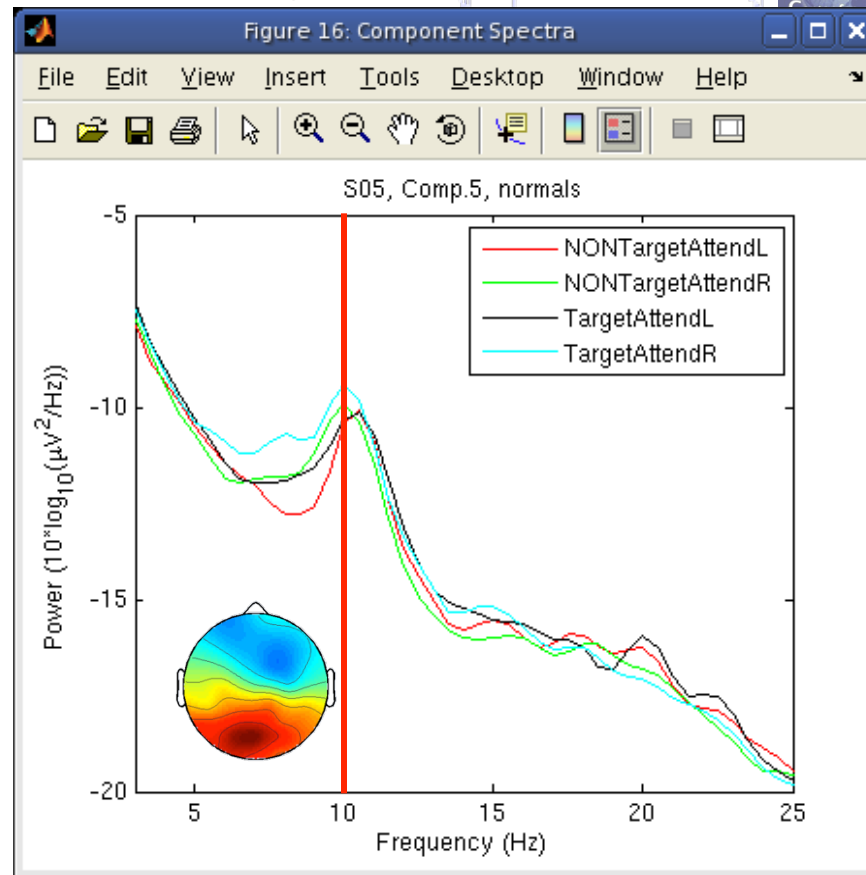 Figure 16: Component Spectra
File Edit View Insert Tools Desktop Window Help
S05, Comp.5, normals
-5
-10
-15
-20
Power (10*log10(μV2/Hz))
NONTargetAttendL
NONTargetAttendR
TargetAttendL
TargetAttendR
5 10 15 20 25
Frequency (Hz)